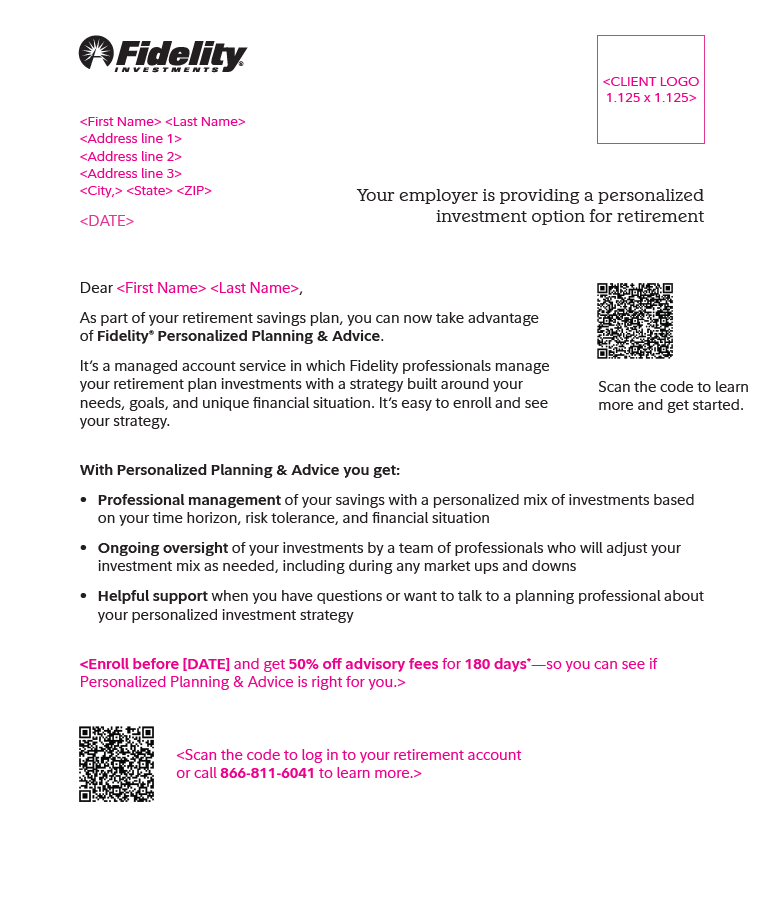 Fidelity®
INVESTMENTS
<CLIENT LOGO
1.125 x 1.125>
<First Name> <Last Name>
<Address line 1>
<Address line 2>
<Address line 3>
<City,> <State> <ZIP>
<DATE>
Your employer is providing a personalized
investment option for retirement
Dear <First Name> <Last Name>,
As part of your retirement savings plan, you can now take advantage
of Fidelity® Personalized Planning & Advice.
It’s a managed account service in which Fidelity professionals manage
your retirement plan investments with a strategy built around your
needs, goals, and unique financial situation. It’s easy to enroll and see
your strategy.
Scan the code to learn
more and get started.
With Personalized Planning & Advice you get:
• Professional management of your savings with a personalized mix of investments based
on your time horizon, risk tolerance, and financial situation
• Ongoing oversight of your investments by a team of professionals who will adjust your
investment mix as needed, including during any market ups and downs
• Helpful support when you have questions or want to talk to a planning professional about
your personalized investment strategy
<Enroll before [DATE] and get 50% off advisory fees for 180 days*—so you can see if
Personalized Planning & Advice is right for you.>
<Scan the code to log in to your retirement account
or call 866-811-6041 to learn more.>